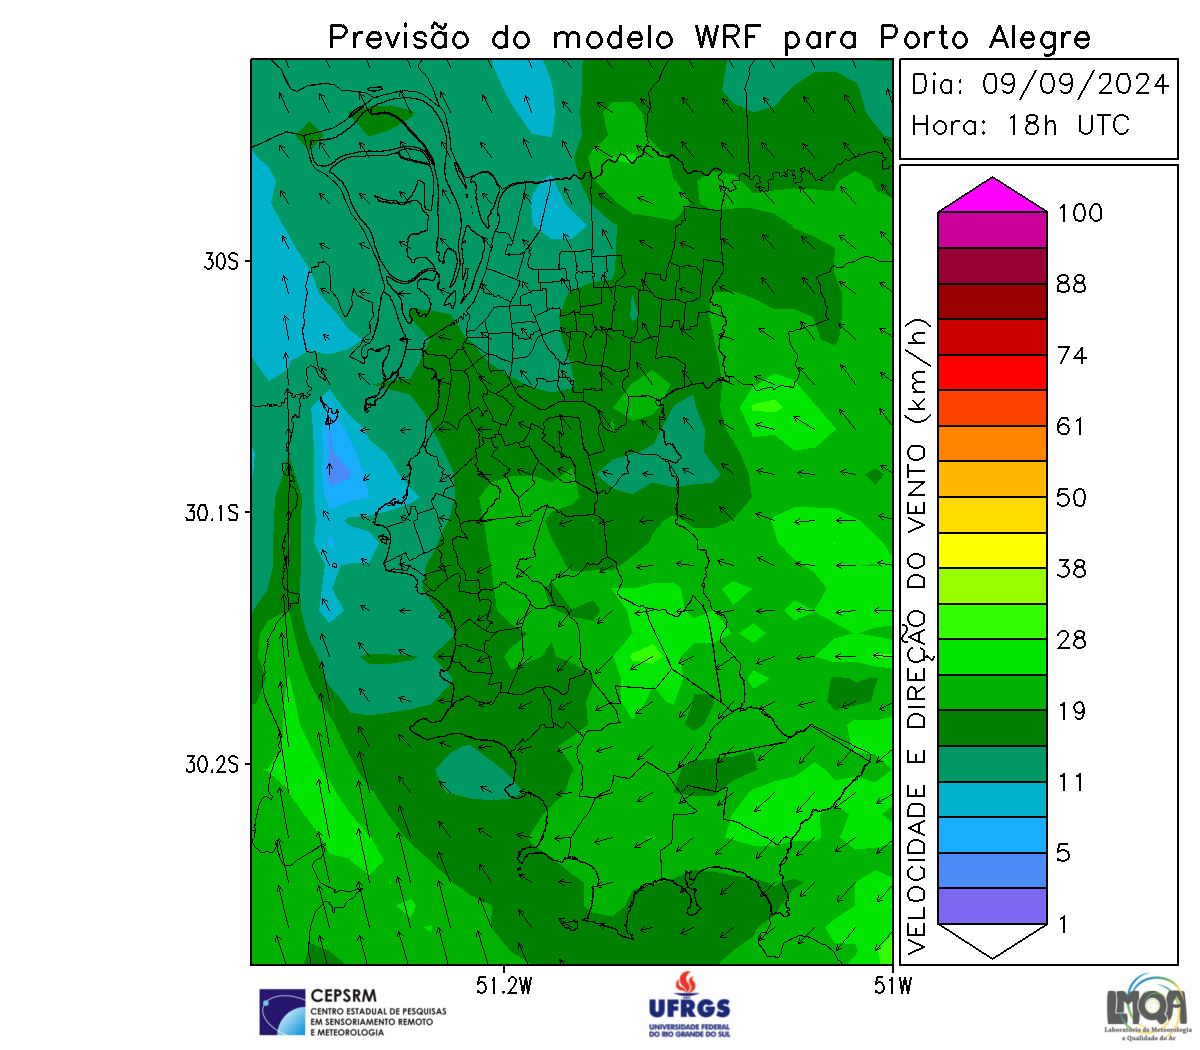 Previsão do modelo WRF para Porto Alegre
Dia: 09/09/2024
Hora: 18h UTC
100
88
74
61
50
38
28
19
11
5
1
VELOCIDADE E DIREÇÃO DO VENTO (km/h)
30S
30.1S
30.2S
51.2W
51W
CEPSRM
CENTRO ESTADUAL DE PESQUISAS
EM SENSORIAMENTO REMOTO
E METEOROLOGIA
UFRGS
UNIVERSIDADE FEDERAL
DO RIO GRANDE DO SUL
LMQA
Laboratório de Meteorologia
e Qualidade do Ar